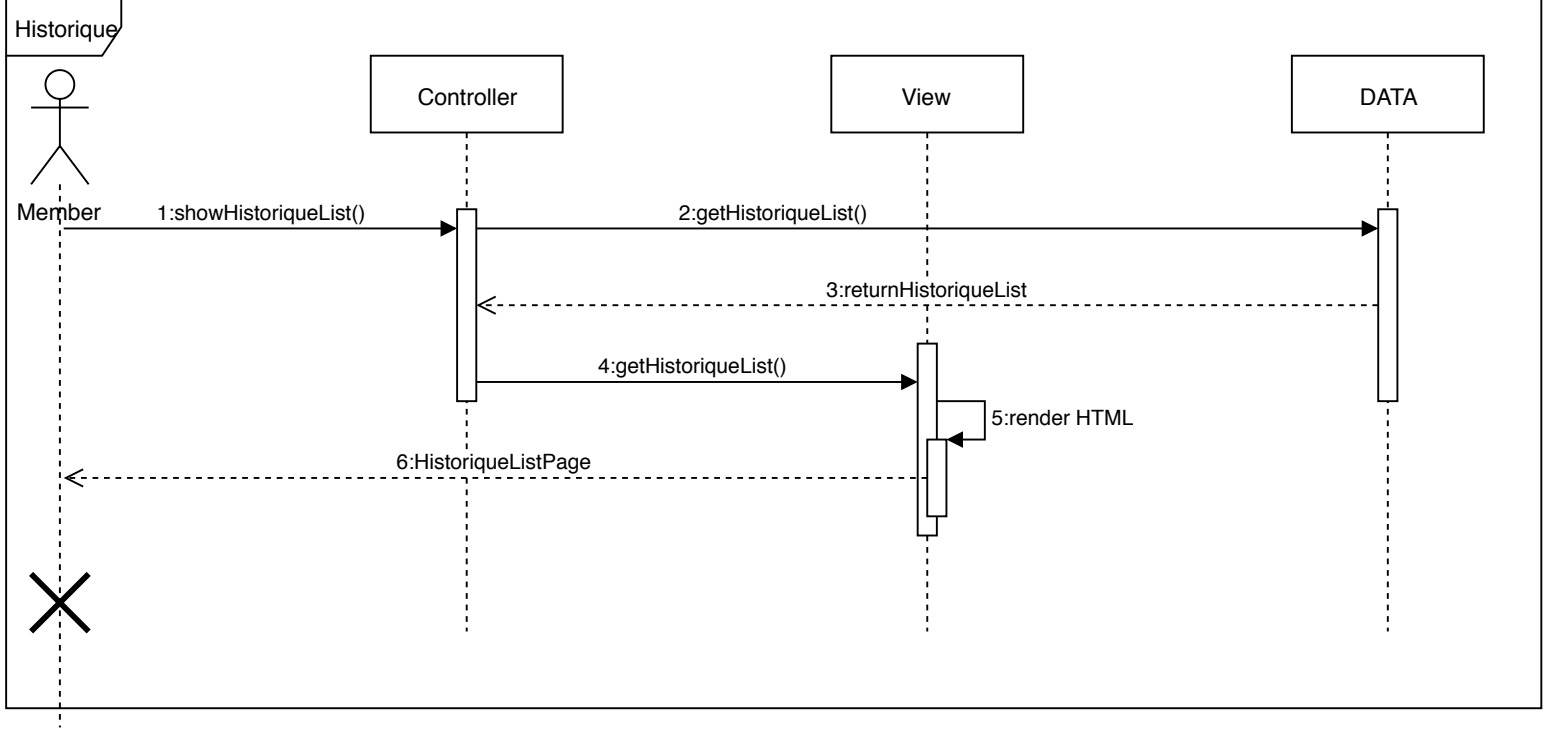 Historique
Controller
View
DATA
Member
1:showHistoriqueList()
2:getHistoriqueList()
3:returnHistoriqueList
4:getHistoriqueList()
5:render HTML
6:HistoriqueListPage